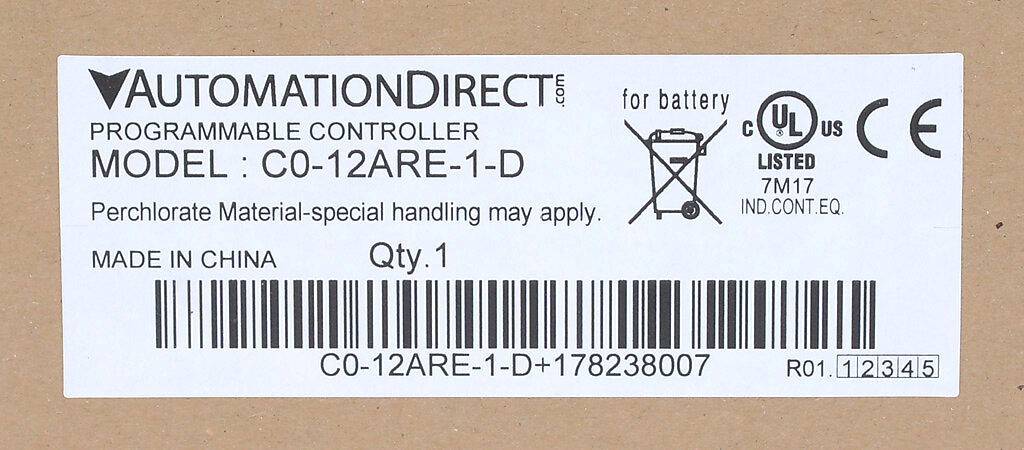 AUTOMATIONDIRECT.com
PROGRAMMABLE CONTROLLER
MODEL : C0-12ARE-1-D
Perchlorate Material-special handling may apply.
MADE IN CHINA Qty.1
for battery
C UL US
LISTED
7M17
IND.CONT.EQ.
CE
C0-12ARE-1-D+178238007
R01. 1 2 3 4 5